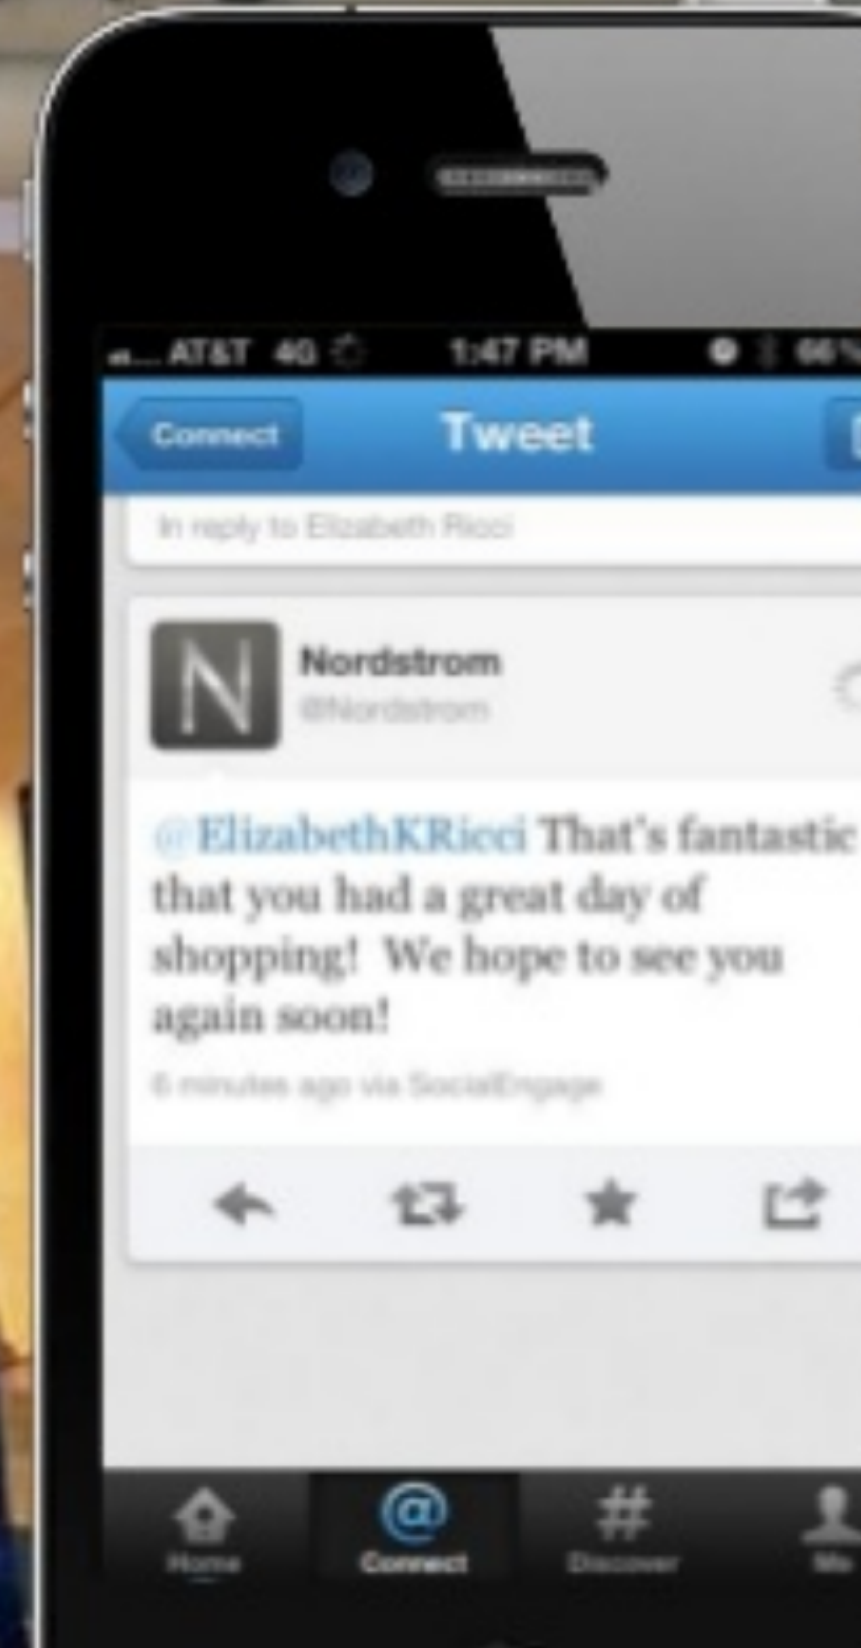 AT&T 4G 1:47 PM 66%
Connect Tweet
In reply to Elizabeth Ricci
N Nordstrom
@Nordstrom
@ElizabethKRicci That's fantastic
that you had a great day of
shopping!  We hope to see you
again soon!
6 minutes ago via SocialEngage
Home @ Connect # Discover Me